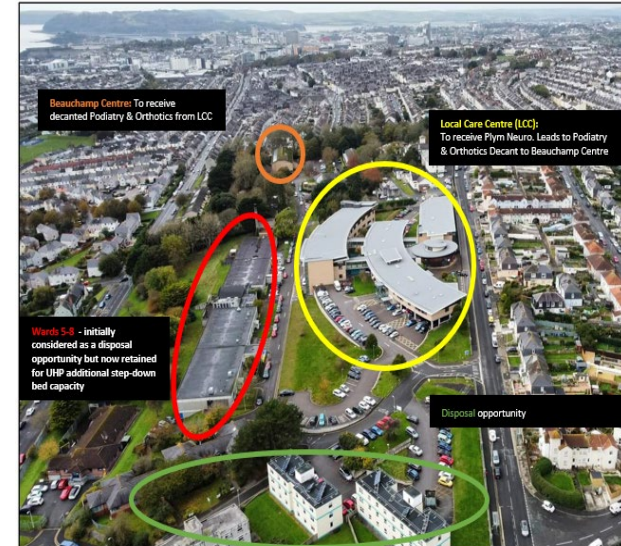 Beauchamp Centre: To receive
decanted Podiatry & Orthotics from LCC
Local Care Centre (LCC):
To receive Plym Neuro. Leads to Podiatry
& Orthotics Decant to Beauchamp Centre
Wards 5-8 - initially
considered as a disposal
opportunity but now retained
for UHP additional step-down
bed capacity
Disposal opportunity